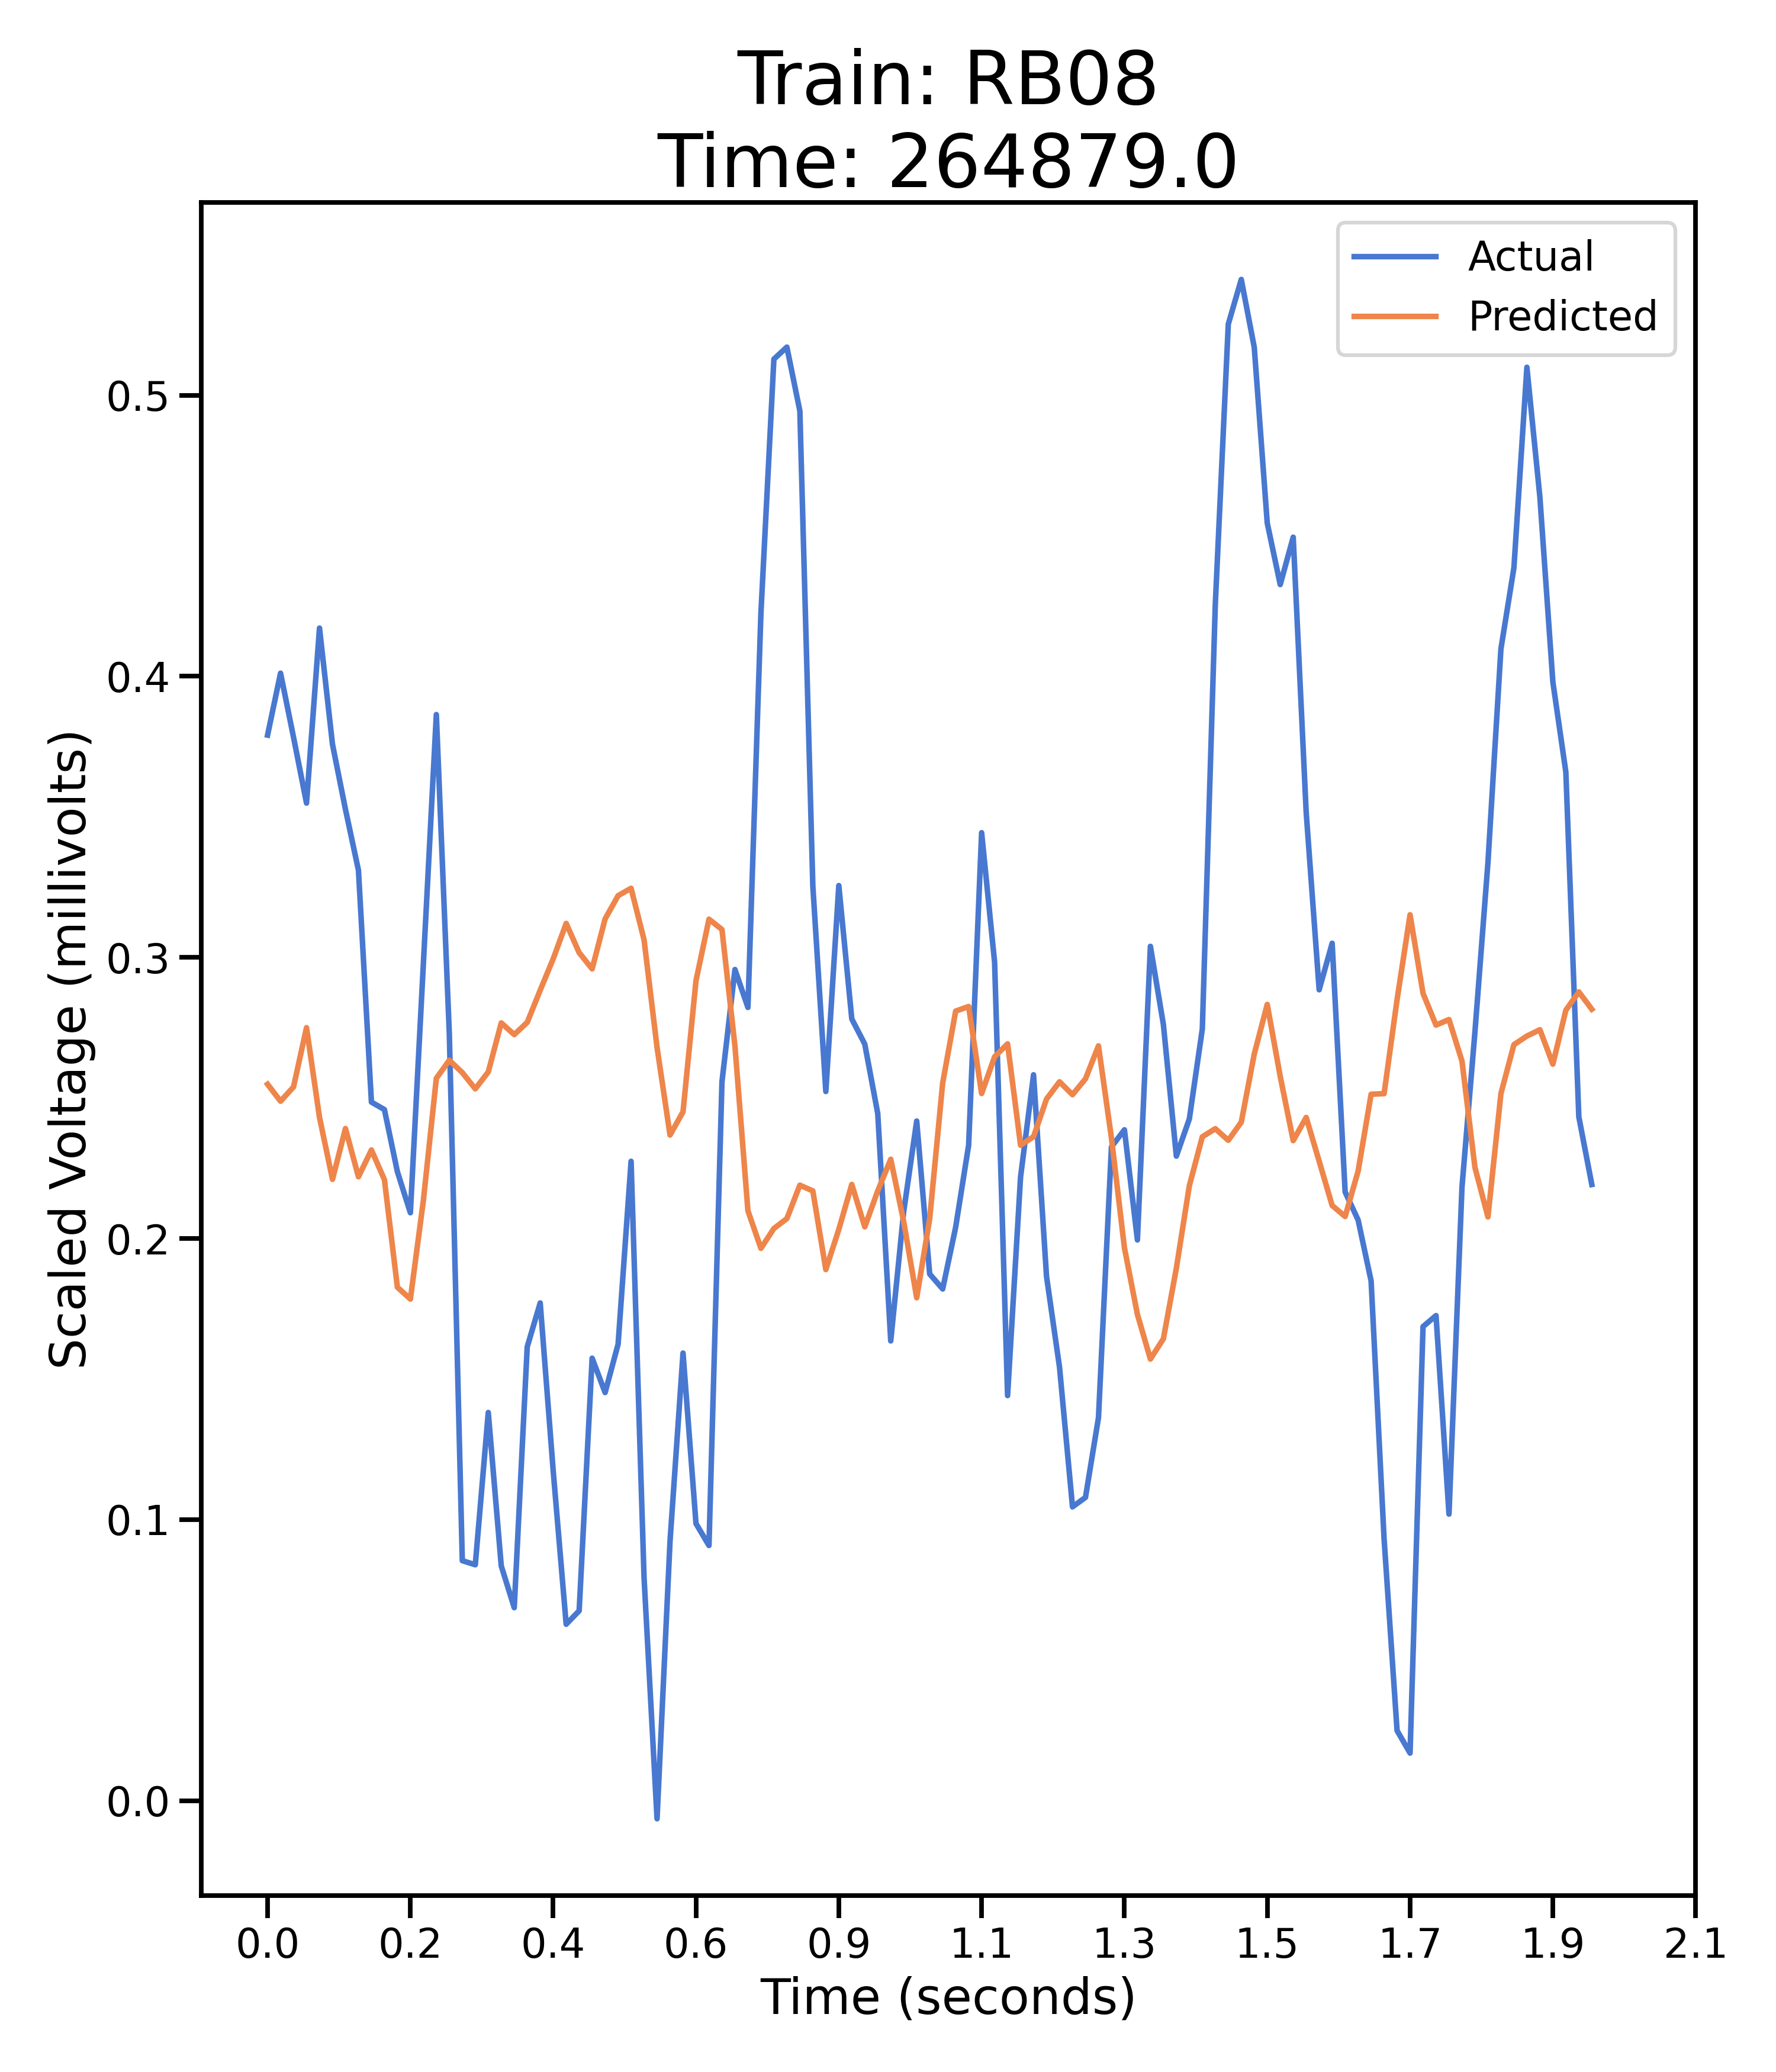 Train: RB08
Time: 264879.0
Actual
Predicted
Scaled Voltage (millivolts)
0.5
0.4
0.3
0.2
0.1
0.0
0.0 0.2 0.4 0.6 0.9 1.1 1.3 1.5 1.7 1.9 2.1
Time (seconds)